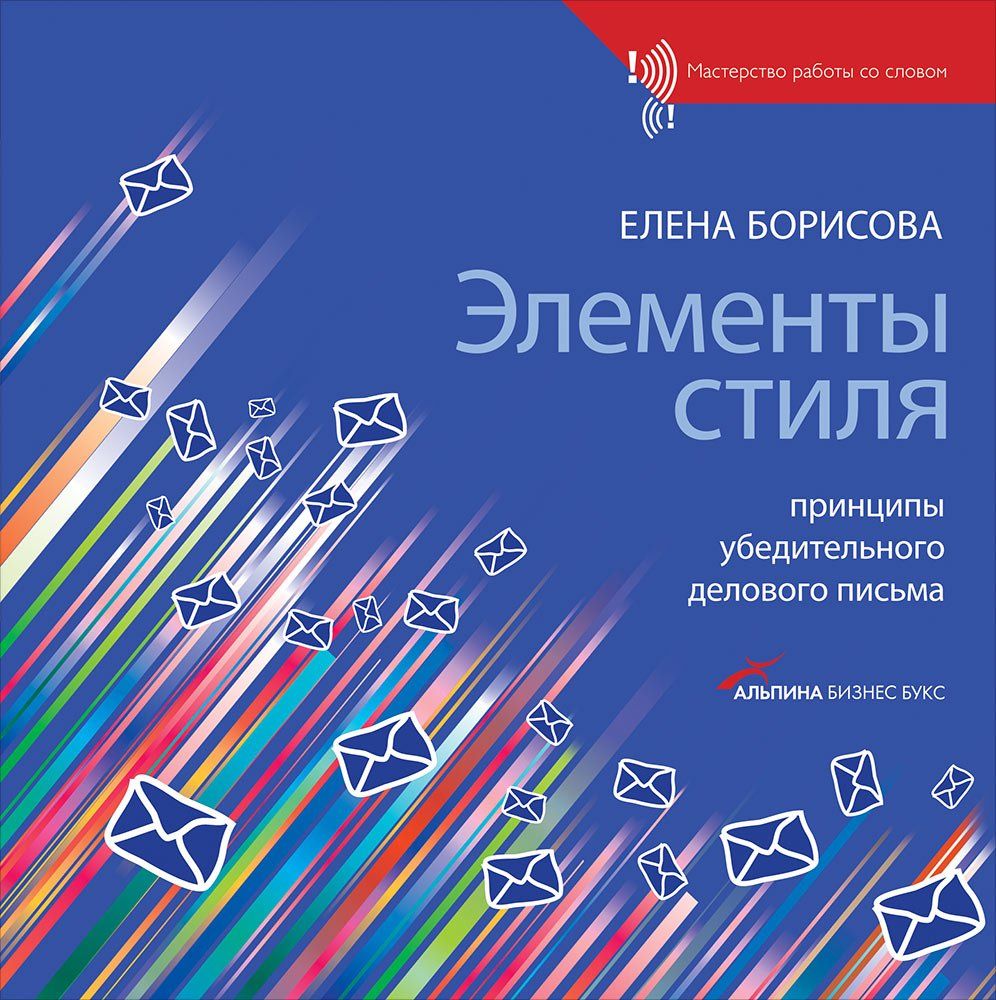 Мастерство работы со словом
ЕЛЕНА БОРИСОВА
Элементы
стиля
принципы
убедительного
делового письма
АЛЬПИНА БИЗНЕС БУКС